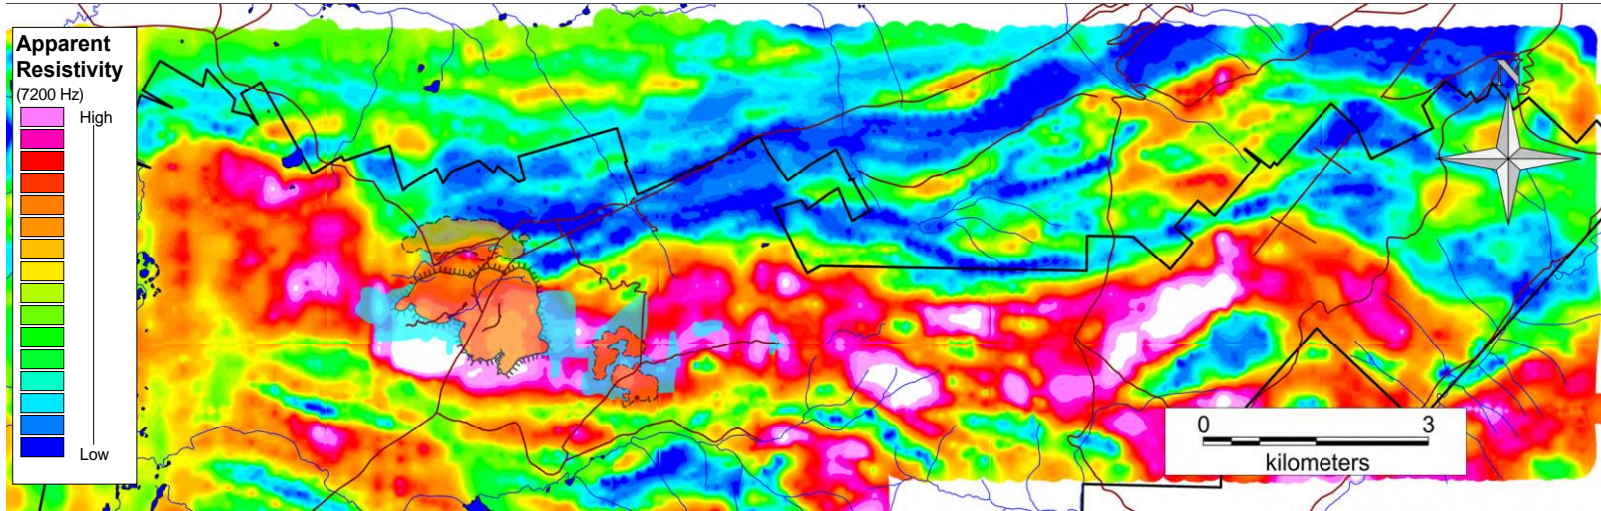 Apparent
Resistivity
(7200 Hz)
High
Low
N
0 3
kilometers